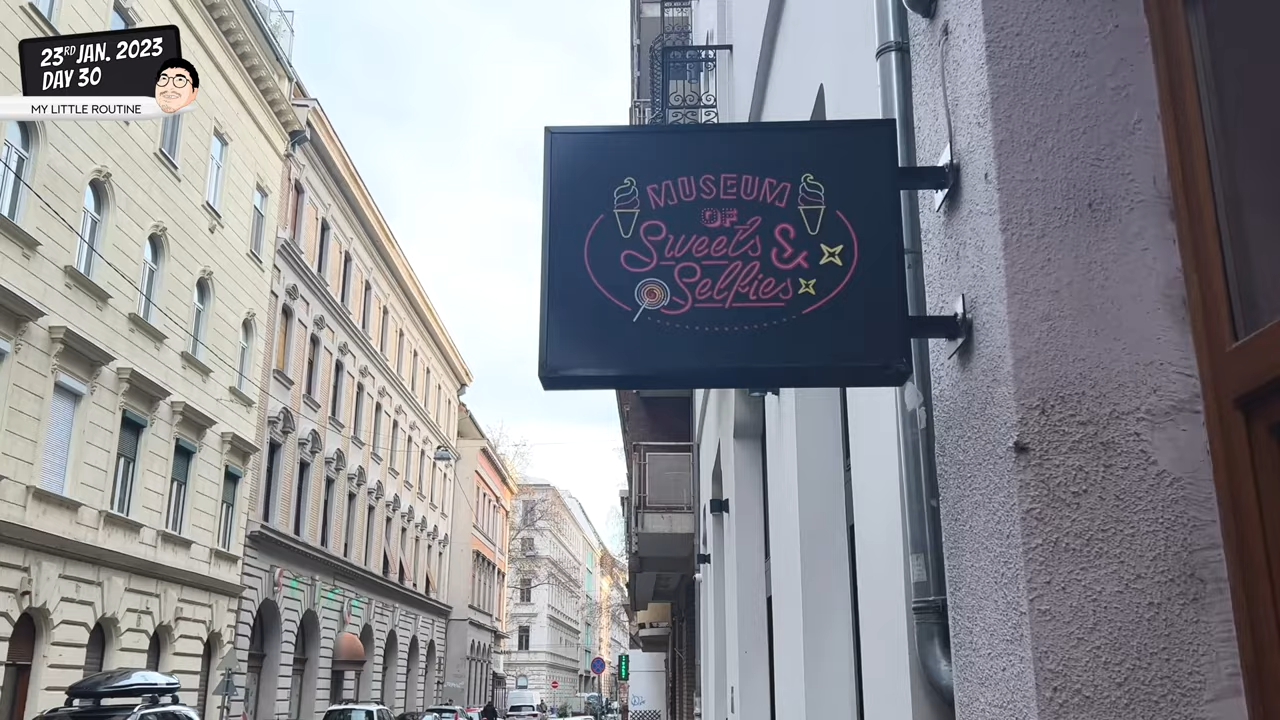 23RD JAN. 2023
DAY 30
MY LITTLE ROUTINE
MUSEUM
OF
Sweets &
Selfies